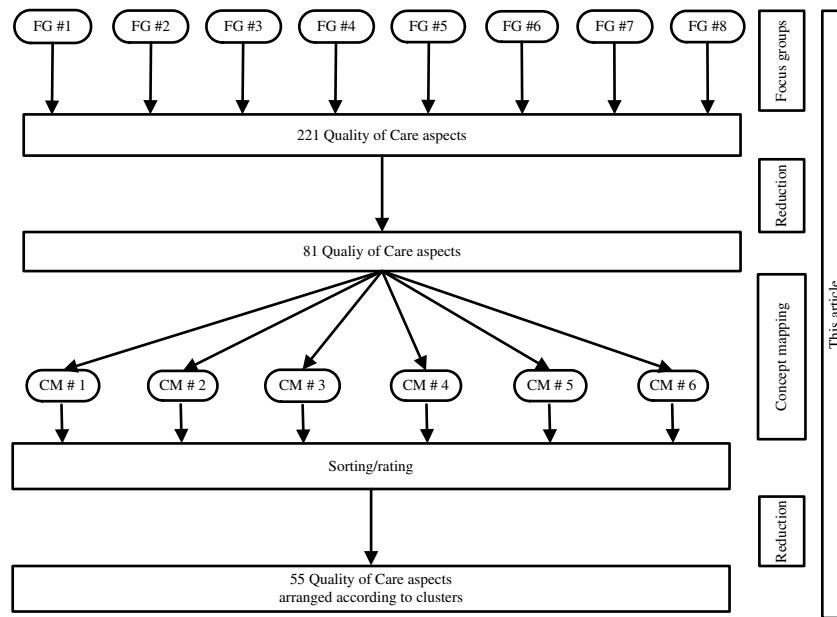 FG #1
FG #2
FG #3
FG #4
FG #5
FG #6
FG #7
FG #8
Focus groups
221 Quality of Care aspects
Reduction
81 Qualiy of Care aspects
This article
Concept mapping
CM # 1
CM # 2
CM # 3
CM # 4
CM # 5
CM # 6
Sorting/rating
Reduction
55 Quality of Care aspects
arranged according to clusters